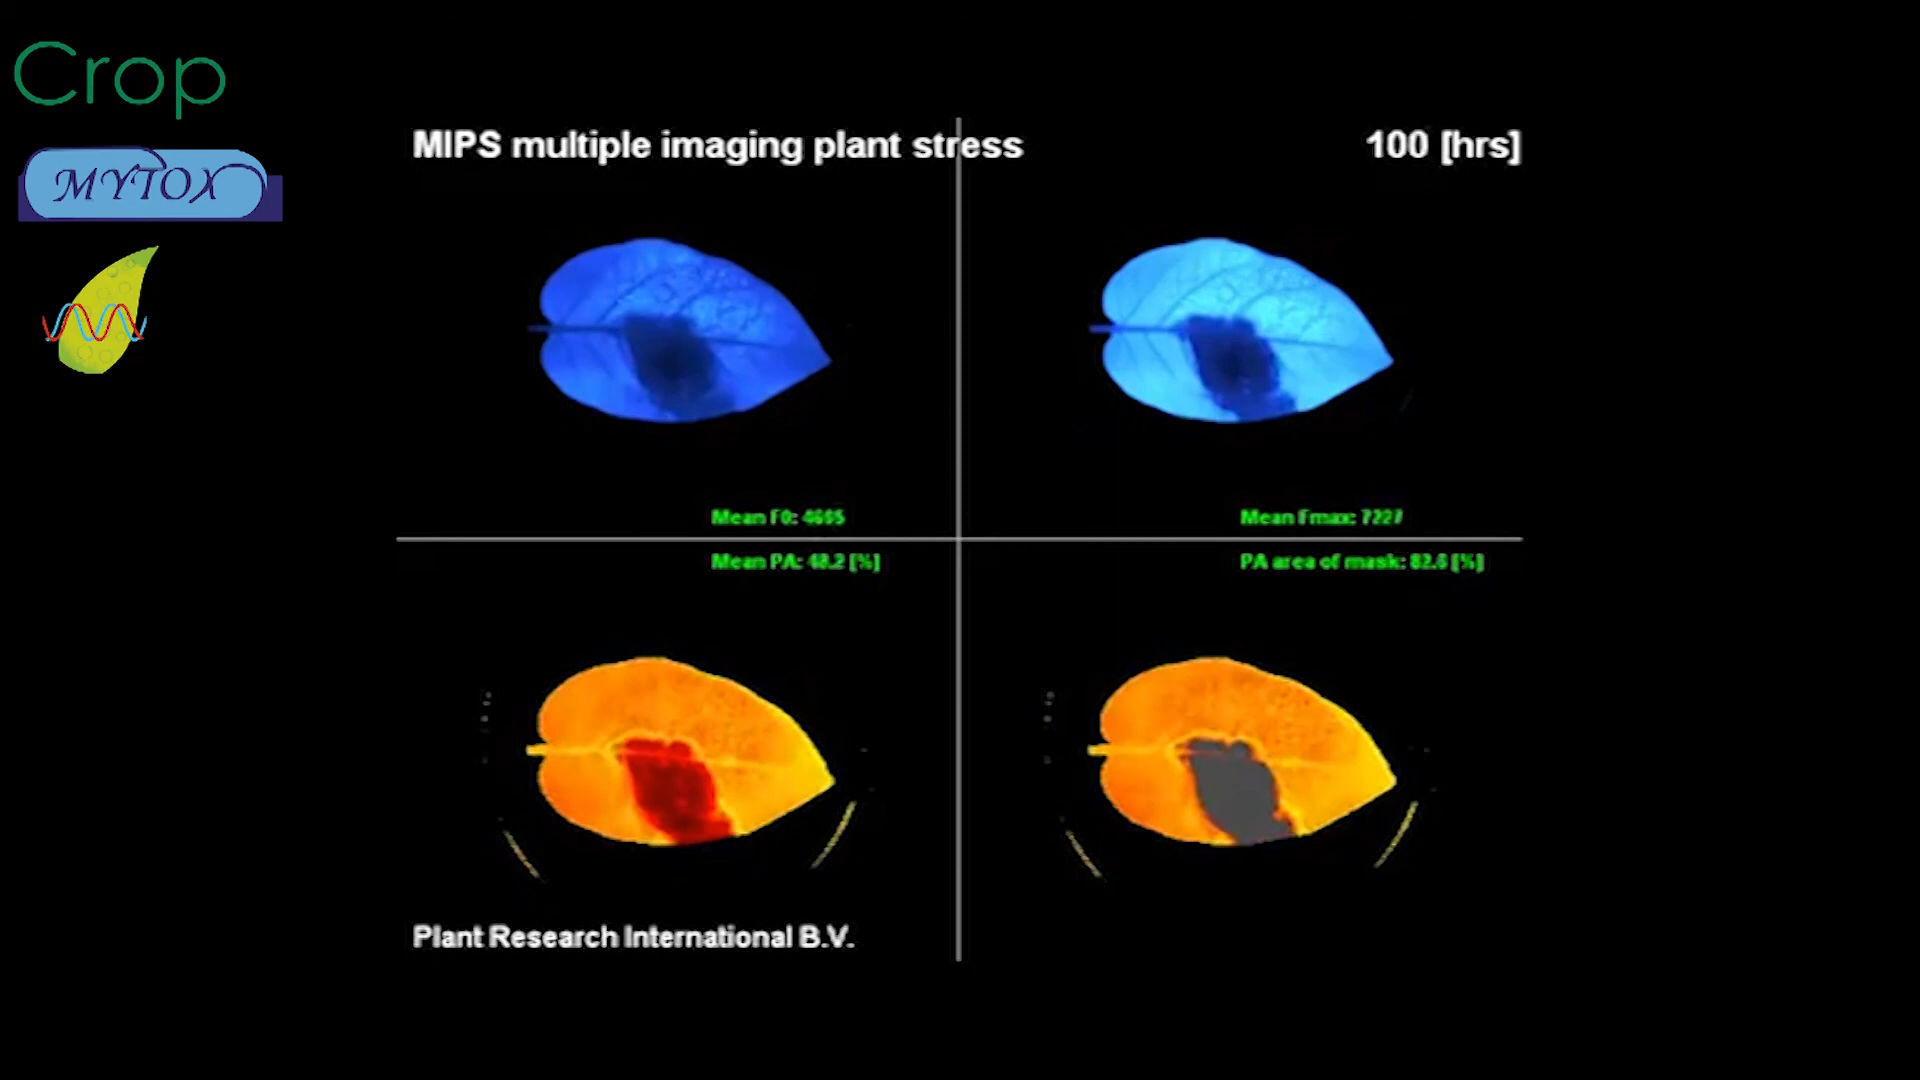 Crop
MYTOX
MIPS multiple imaging plant stress
100 [hrs]
Mean F0: 4695
Mean Fmax: 7227
Mean PA: 48.2 [%]
PA area of mask: 82.6 [%]
Plant Research International B.V.